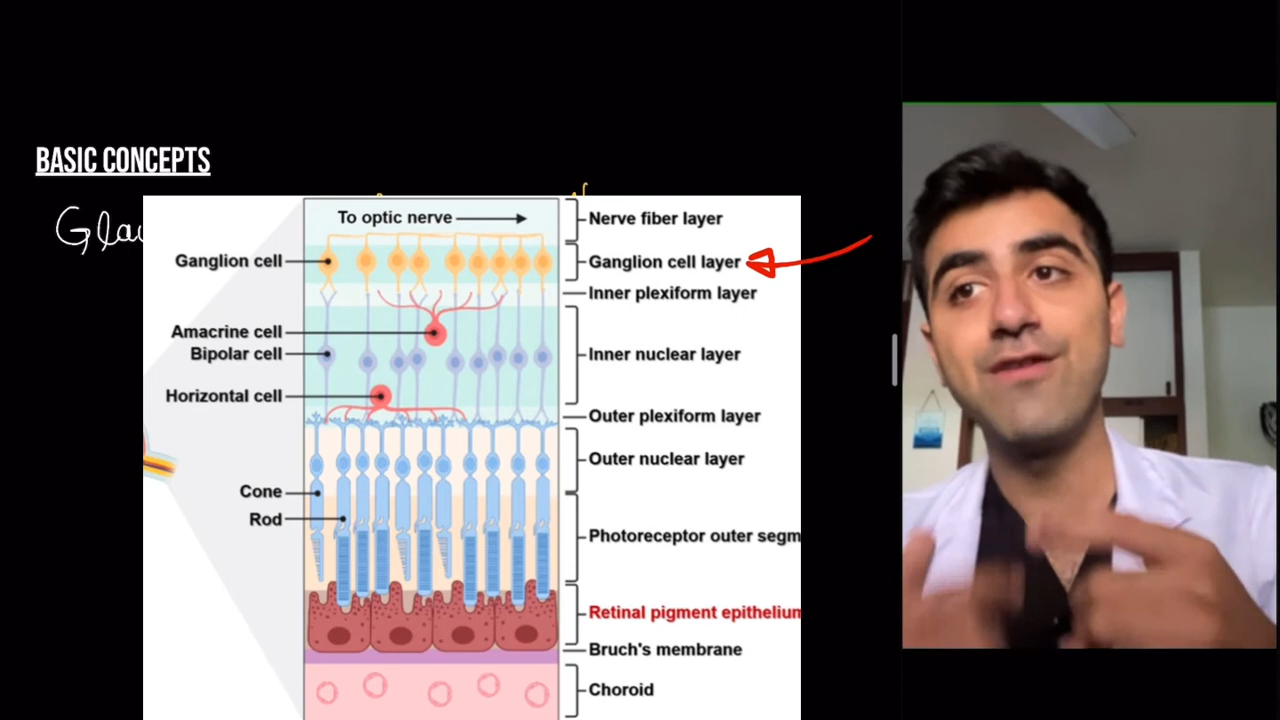 BASIC CONCEPTS
Glau
To optic nerve
Nerve fiber layer
Ganglion cell
Ganglion cell layer
Inner plexiform layer
Amacrine cell
Bipolar cell
Inner nuclear layer
Horizontal cell
Outer plexiform layer
Outer nuclear layer
Cone
Rod
Photoreceptor outer segm
Retinal pigment epithelium
Bruch's membrane
Choroid